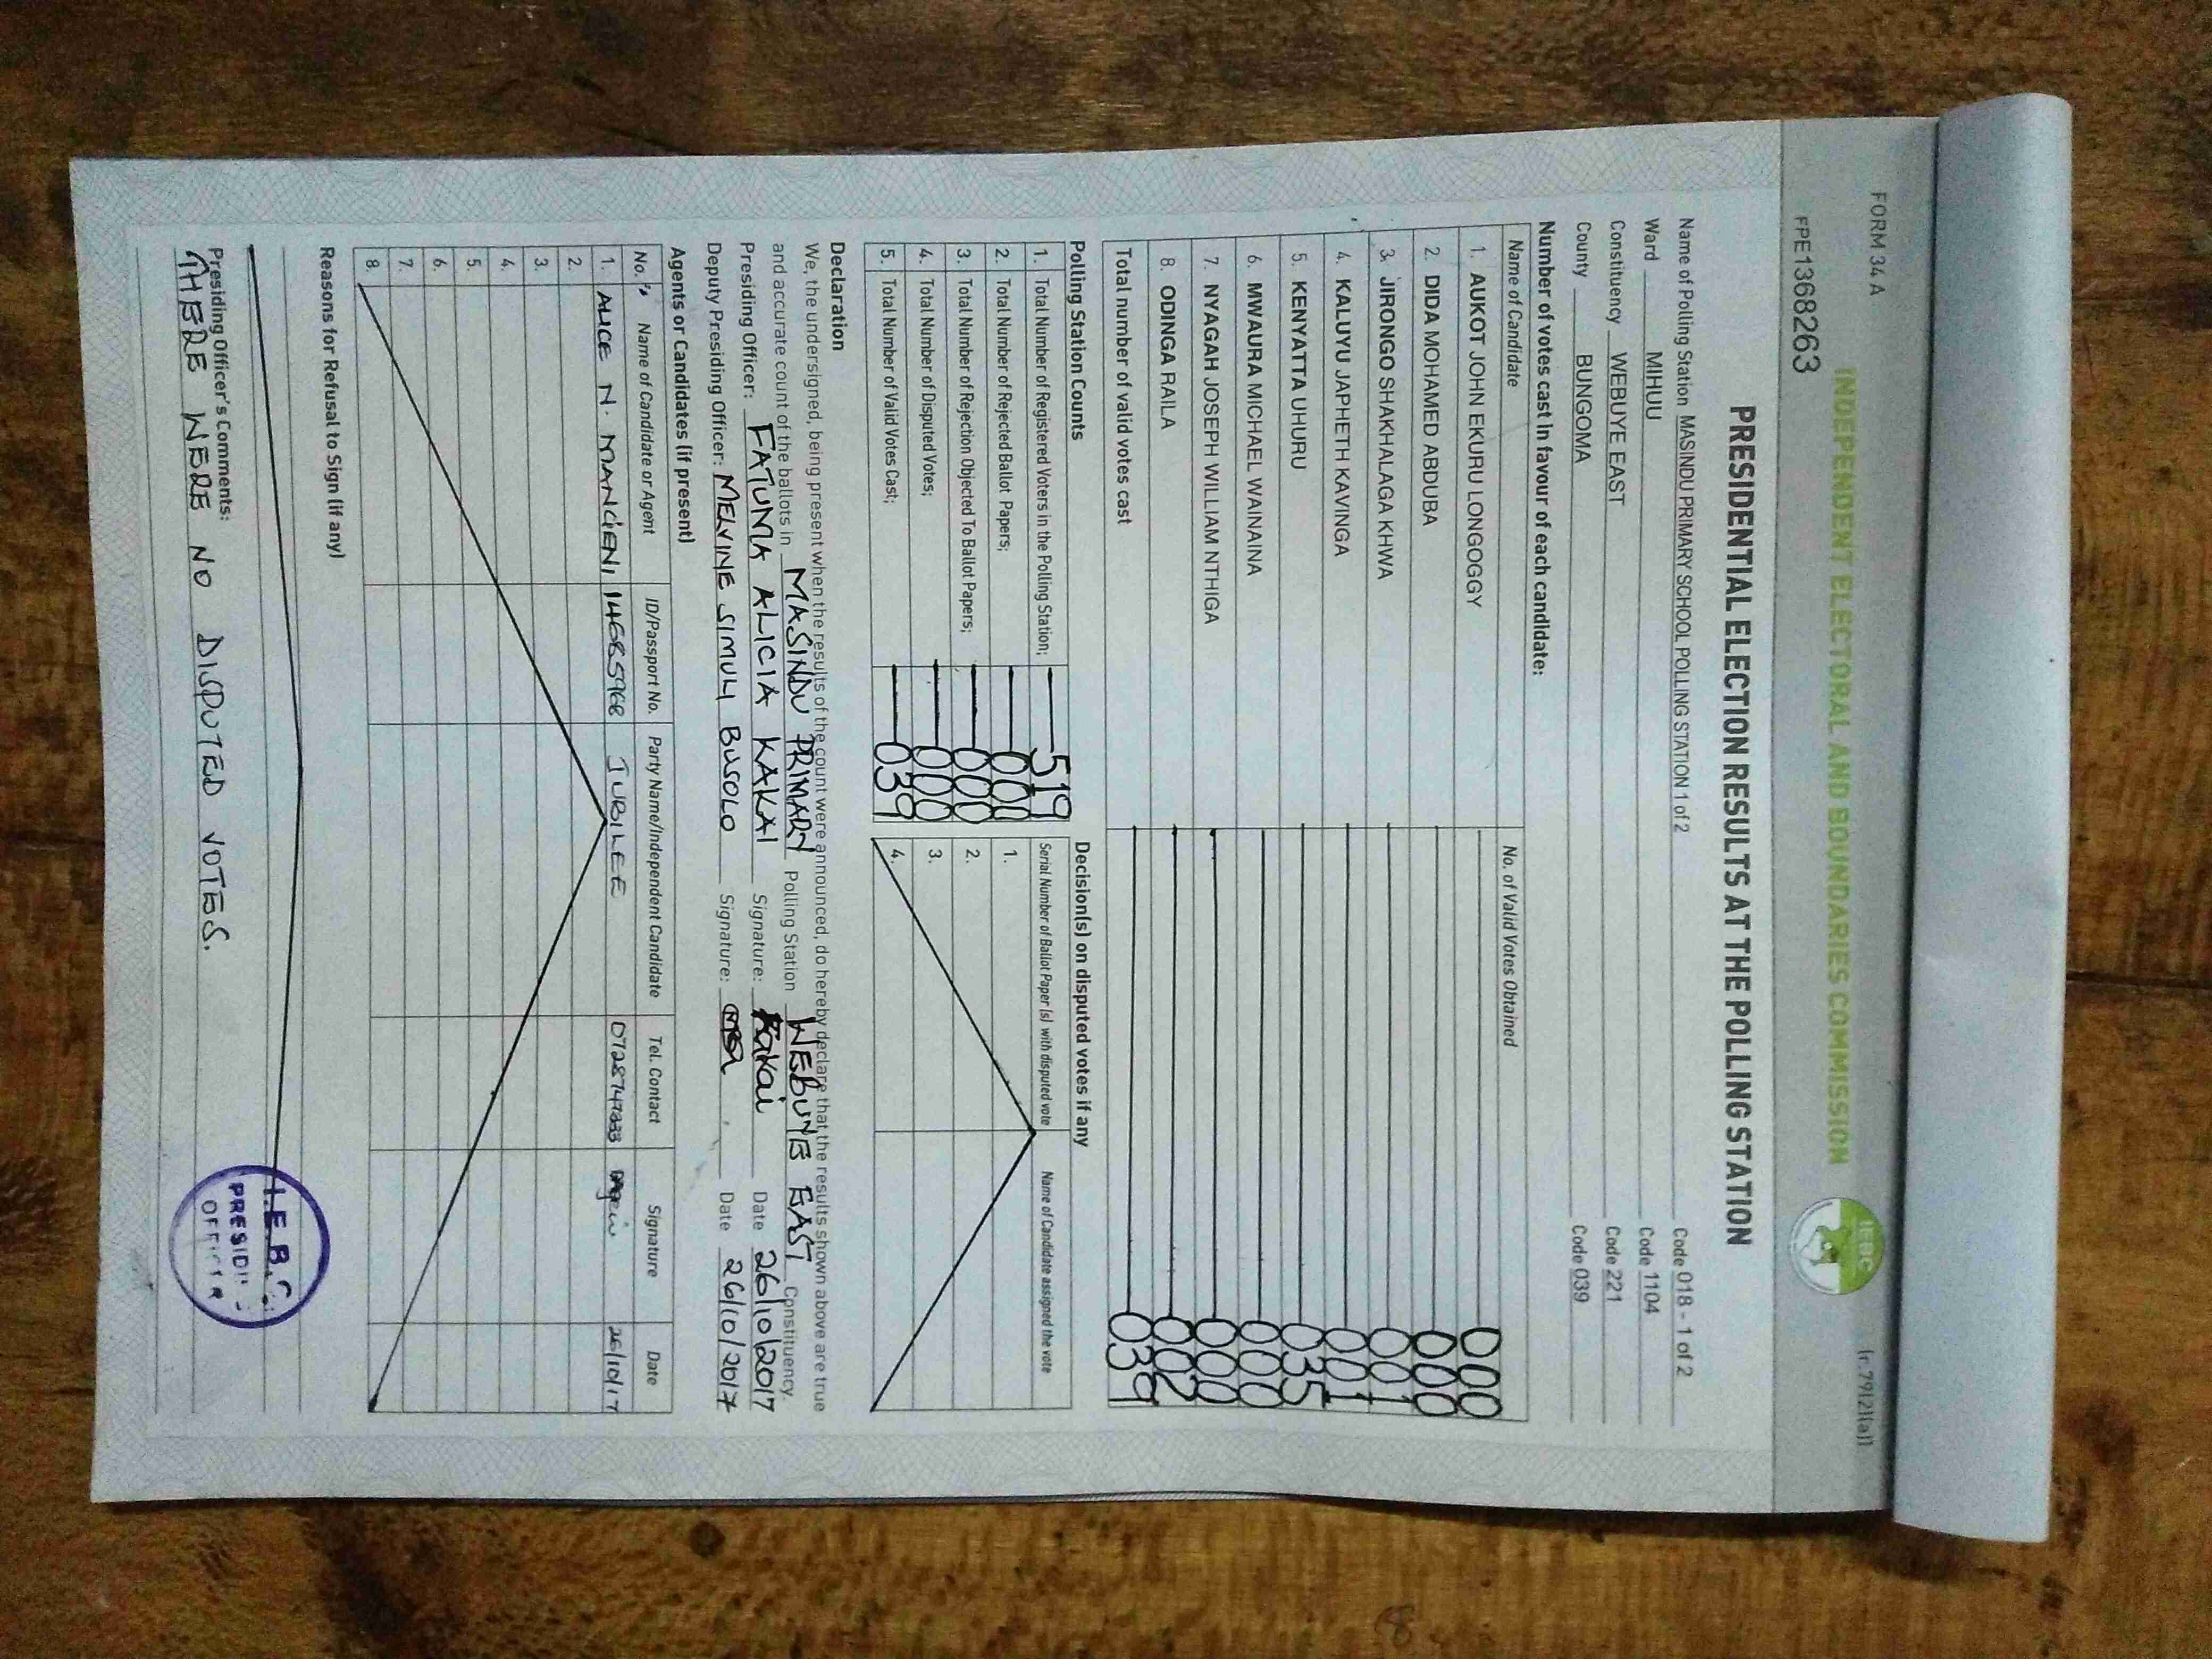 FORM 34 A
(r. 79(2)(a))
INDEPENDENT ELECTORAL AND BOUNDARIES COMMISSION
IEBC
FPE1368263
PRESIDENTIAL ELECTION RESULTS AT THE POLLING STATION
Name of Polling Station MASINDU PRIMARY SCHOOL POLLING STATION 1 of 2 Code 018 - 1 of 2
Ward MIHUU Code 1104
Constituency WEBUYE EAST Code 221
County BUNGOMA Code 039
Number of votes cast in favour of each candidate:
Name of Candidate No. of Valid Votes Obtained
1. AUKOT JOHN EKURU LONGOGGY 000
2. DIDA MOHAMED ABDUBA 000
3. JIRONGO SHAKHALAGA KHWA 001
4. KALUYU JAPHETH KAVINGA 001
5. KENYATTA UHURU 035
6. MWAURA MICHAEL WAINAINA 000
7. NYAGAH JOSEPH WILLIAM NTHIGA 000
8. ODINGA RAILA 002
Total number of valid votes cast 039
Polling Station Counts
1. Total Number of Registered Voters in the Polling Station; 519
2. Total Number of Rejected Ballot Papers; 000
3. Total Number of Rejection Objected To Ballot Papers; 000
4. Total Number of Disputed Votes; 000
5. Total Number of Valid Votes Cast; 039
Decision(s) on disputed votes if any
Serial Number of Ballot Paper (s) with disputed vote Name of Candidate assigned the vote
1.
2.
3.
4.
Declaration
We, the undersigned, being present when the results of the count were announced, do hereby declare that the results shown above are true
and accurate count of the ballots in MASINDU PRIMARY Polling Station WEBUYE EAST Constituency.
Presiding Officer: FATUMA ALICIA KAKAI Signature: Kakai Date 26/10/2017
Deputy Presiding Officer: MELVINE SIMULI BUSOLO Signature: Date 26/10/2017
Agents or Candidates (if present)
No. Name of Candidate or Agent ID/Passport No. Party Name/Independent Candidate Tel. Contact Signature Date
1. ALICE N. 14685968 JUBILEE 26/10/17
2.
3.
4.
5.
6.
7.
8.
Reasons for Refusal to Sign (if any)
Presiding Officer's Comments:
THERE WERE NO DISPUTED VOTES.
I.E.B.C.
PRESIDI
OFFICER